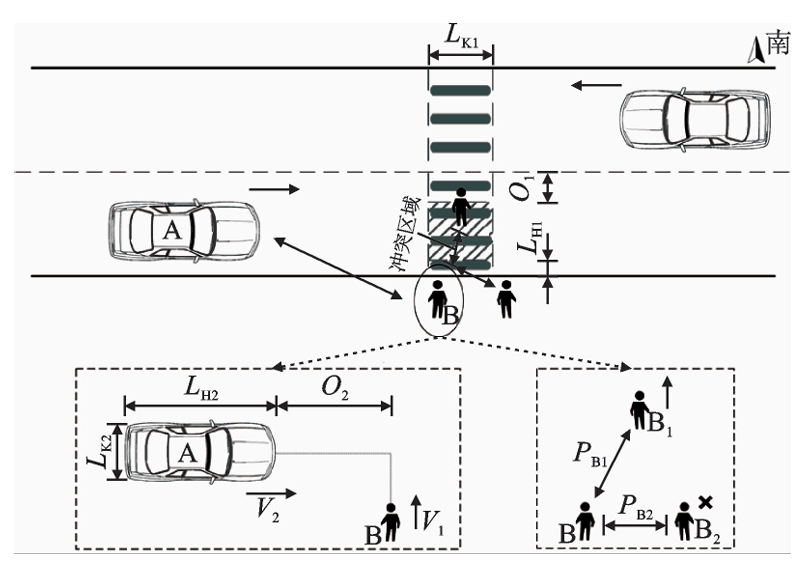 L_K1
南
O_1
A
冲突区域
L_H1
B
L_H2
O_2
L_K2
A
V_2
B
V_1
B_1
P_B1
P_B2
B
B_2